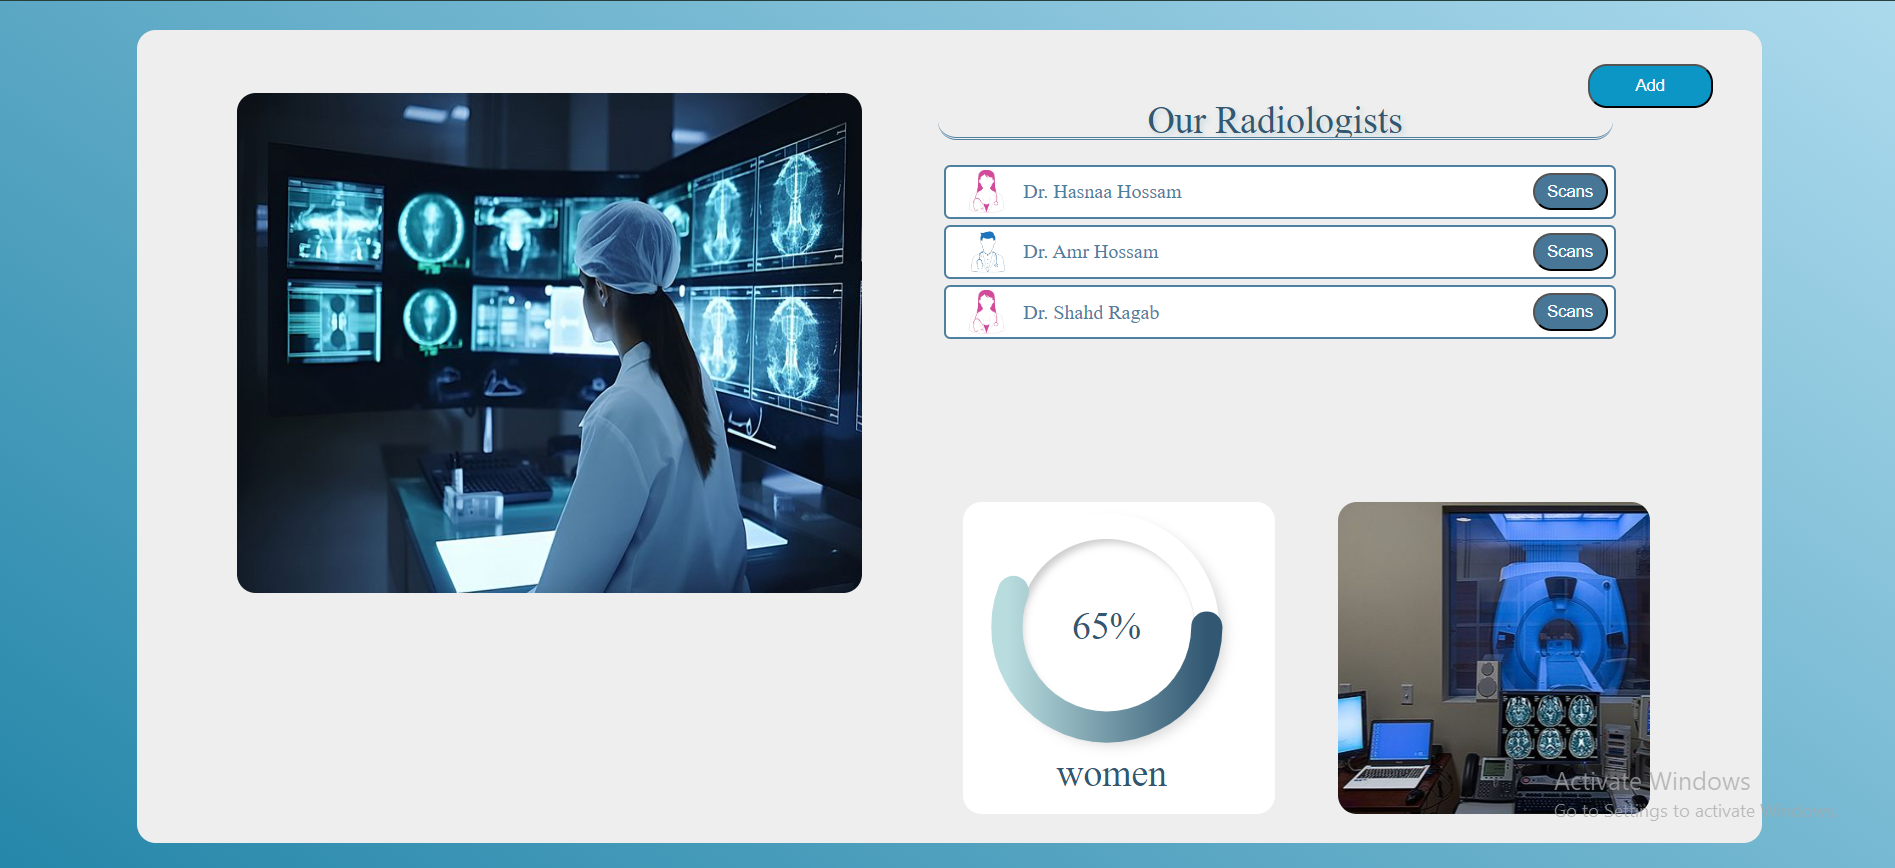 Add
Our Radiologists
Dr. Hasnaa Hossam
Scans
Dr. Amr Hossam
Scans
Dr. Shahd Ragab
Scans
65%
women
Activate Windows
Go to Settings to activate Windows.